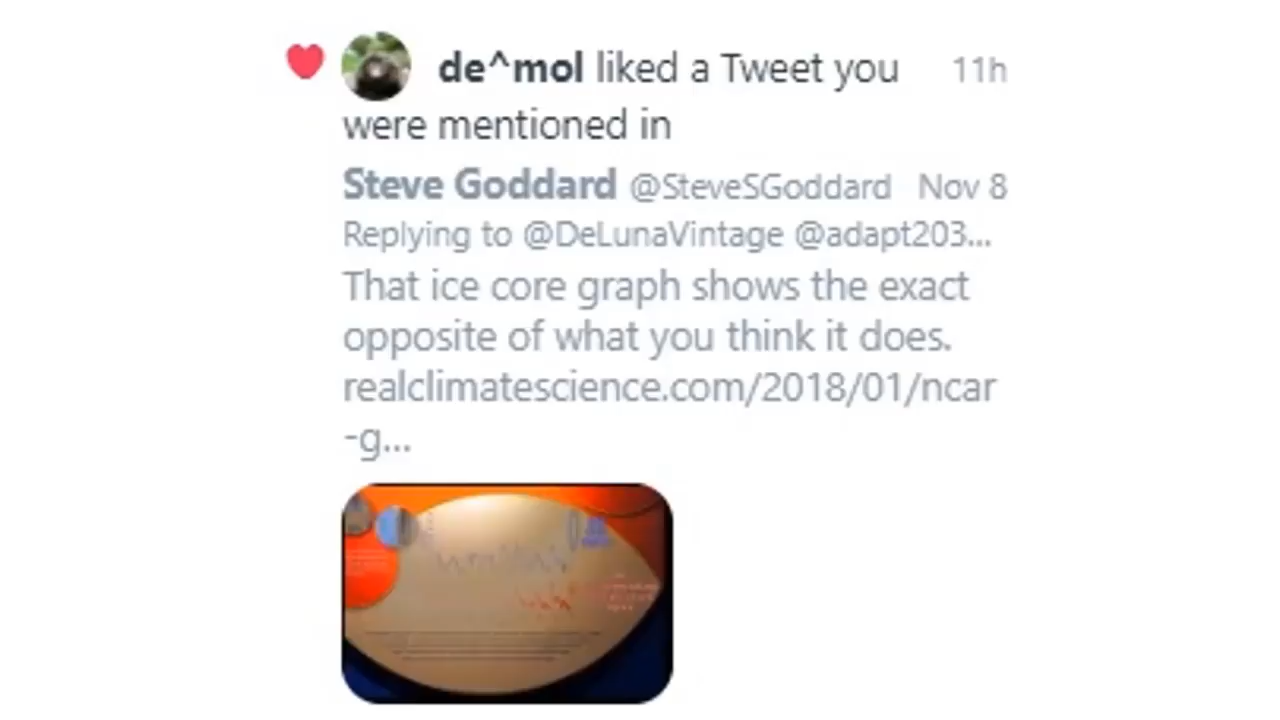 de^mol liked a Tweet you 11h
were mentioned in
Steve Goddard @SteveSGoddard Nov 8
Replying to @DeLunaVintage @adapt203...
That ice core graph shows the exact
opposite of what you think it does.
realclimatescience.com/2018/01/ncar
-g...